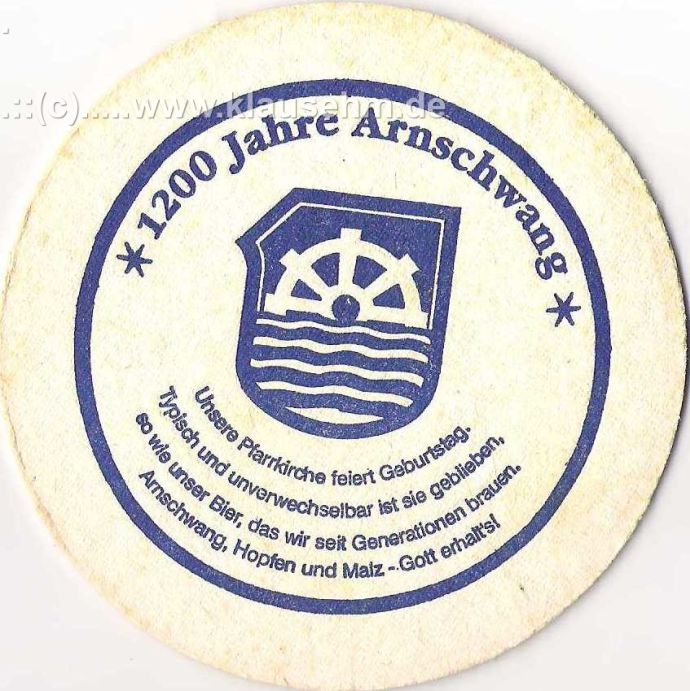 ..::(c).....www.klausehm.de
* 1200 Jahre Arnschwang *
Unsere Pfarrkirche feiert Geburtstag.
Typisch und unverwechselbar ist sie geblieben,
so wie unser Bier, das wir seit Generationen brauen.
Arnschwang, Hopfen und Malz - Gott erhalt's!